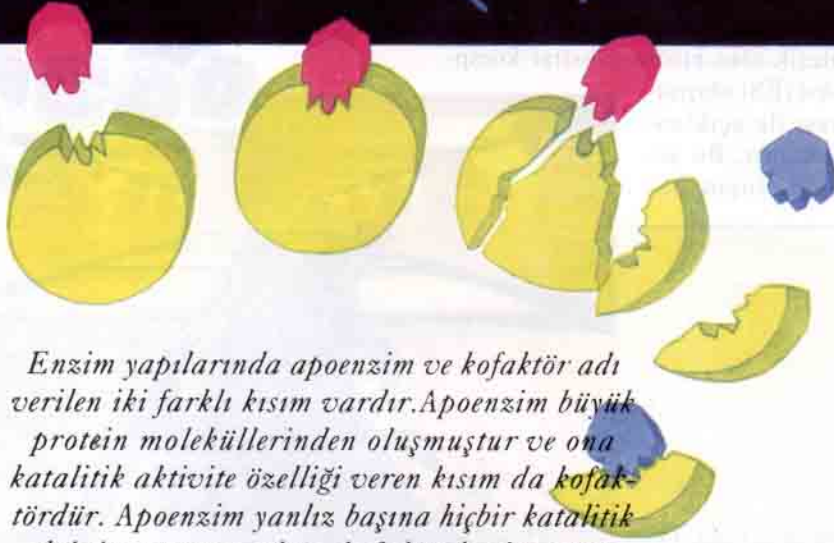 Enzim yapılarında apoenzim ve kofaktör adı
verilen iki farklı kısım vardır.Apoenzim büyük
protein moleküllerinden oluşmuştur ve ona
katalitik aktivite özelliği veren kısım da kofak-
tördür. Apoenzim yanlız başına hiçbir katalitik